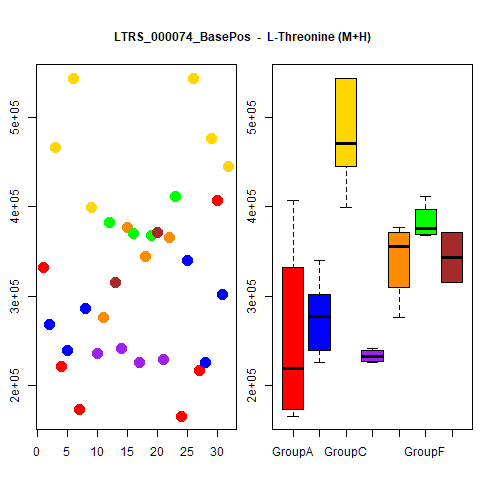 LTRS_000074_BasePos - L-Threonine (M+H)
5e+05
4e+05
3e+05
2e+05
0 5 10 15 20 25 30
5e+05
4e+05
3e+05
2e+05
GroupA GroupC GroupF